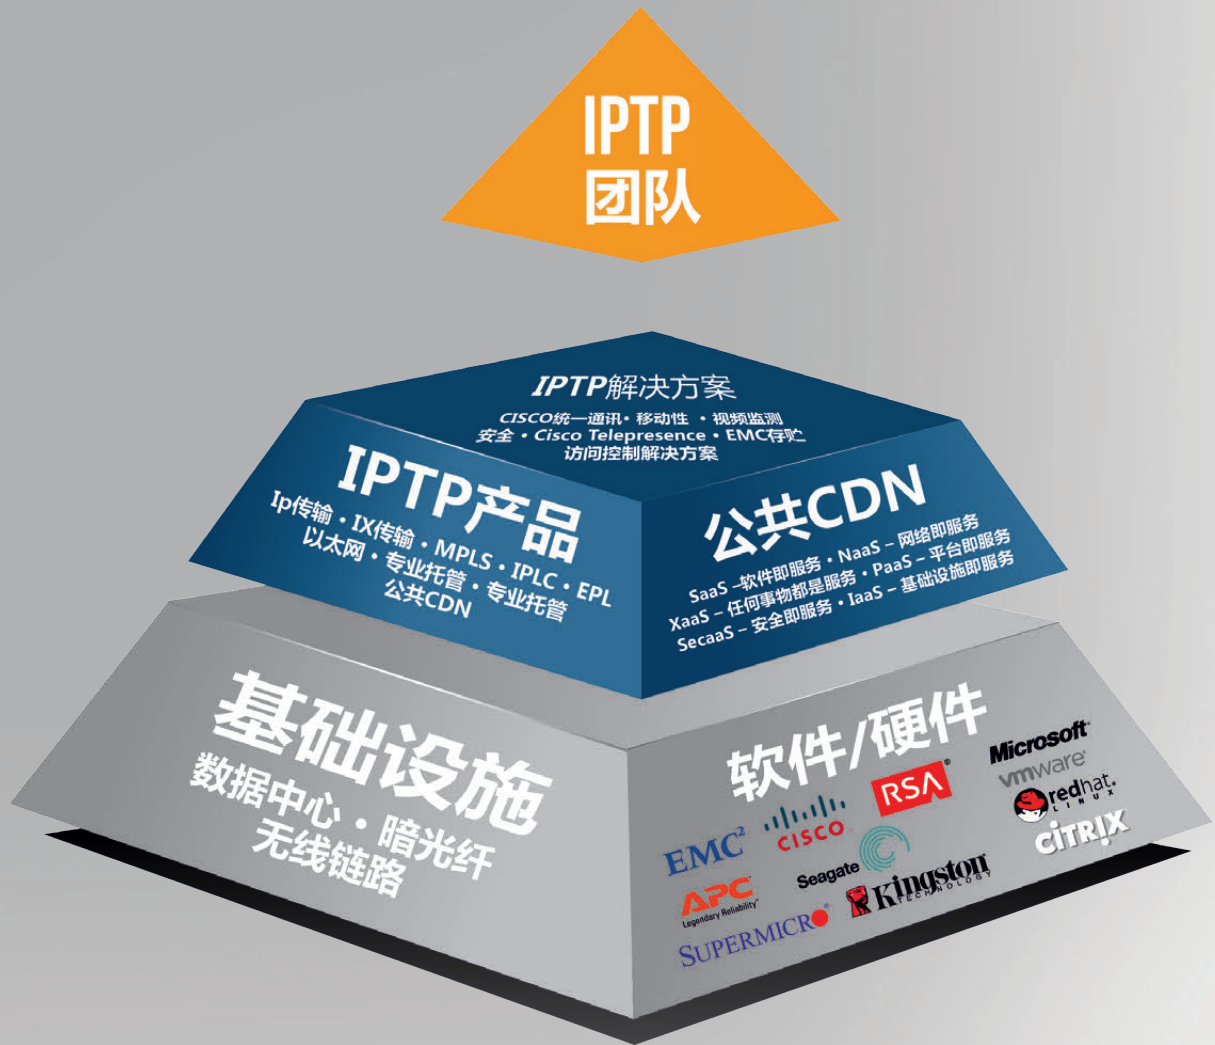 IPTP
团队
IPTP解决方案
CISCO统一通讯• 移动性 • 视频监测
安全 • Cisco Telepresence • EMC存贮
访问控制解决方案
IPTP产品
Ip传输 • IX传输 • MPLS • IPLC • EPL
以太网 • 专业托管 • 专业托管
公共CDN
公共CDN
SaaS –软件即服务 • NaaS – 网络即服务
XaaS – 任何事物都是服务 • PaaS – 平台即服务
SecaaS – 安全即服务 • IaaS – 基础设施即服务
基础设施
数据中心 • 暗光纤
无线链路
软件/硬件
Microsoft
vmware®
redhat.
LINUX
CITRIX
RSA®
CISCO
EMC²
Seagate
APC
Legendary Reliability™
Kingston
TECHNOLOGY
SUPERMICRO®